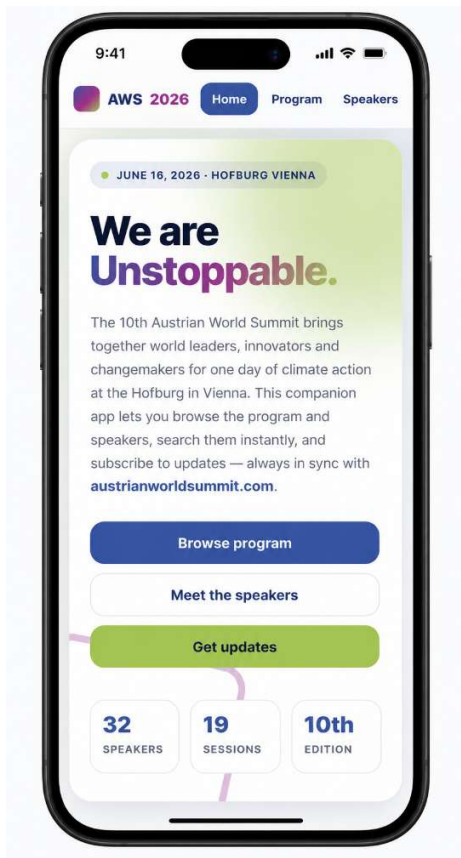 9:41
AWS 2026 Home Program Speakers
JUNE 16, 2026 · HOFBURG VIENNA
We are
Unstoppable.
The 10th Austrian World Summit brings
together world leaders, innovators and
changemakers for one day of climate action
at the Hofburg in Vienna. This companion
app lets you browse the program and
speakers, search them instantly, and
subscribe to updates — always in sync with
austrianworldsummit.com.
Browse program
Meet the speakers
Get updates
32 19 10th
SPEAKERS SESSIONS EDITION